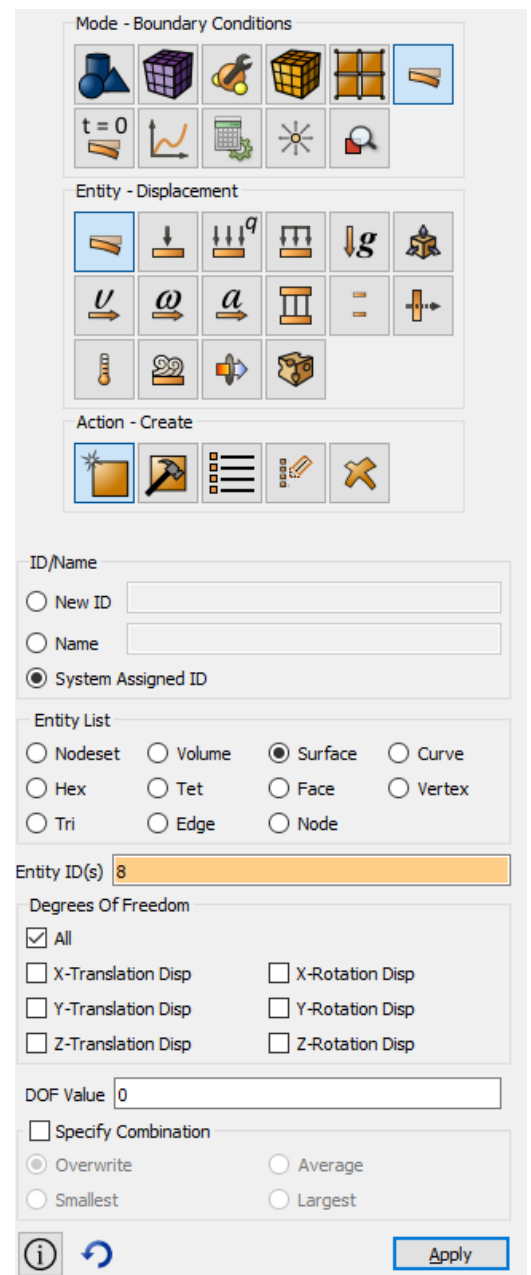 Mode - Boundary Conditions
t = 0
Entity - Displacement
q
g
υ ω a
Action - Create
ID/Name
New ID
Name
System Assigned ID
Entity List
Nodeset Volume Surface Curve
Hex Tet Face Vertex
Tri Edge Node
Entity ID(s) 8
Degrees Of Freedom
All
X-Translation Disp X-Rotation Disp
Y-Translation Disp Y-Rotation Disp
Z-Translation Disp Z-Rotation Disp
DOF Value 0
Specify Combination
Overwrite Average
Smallest Largest
i Apply